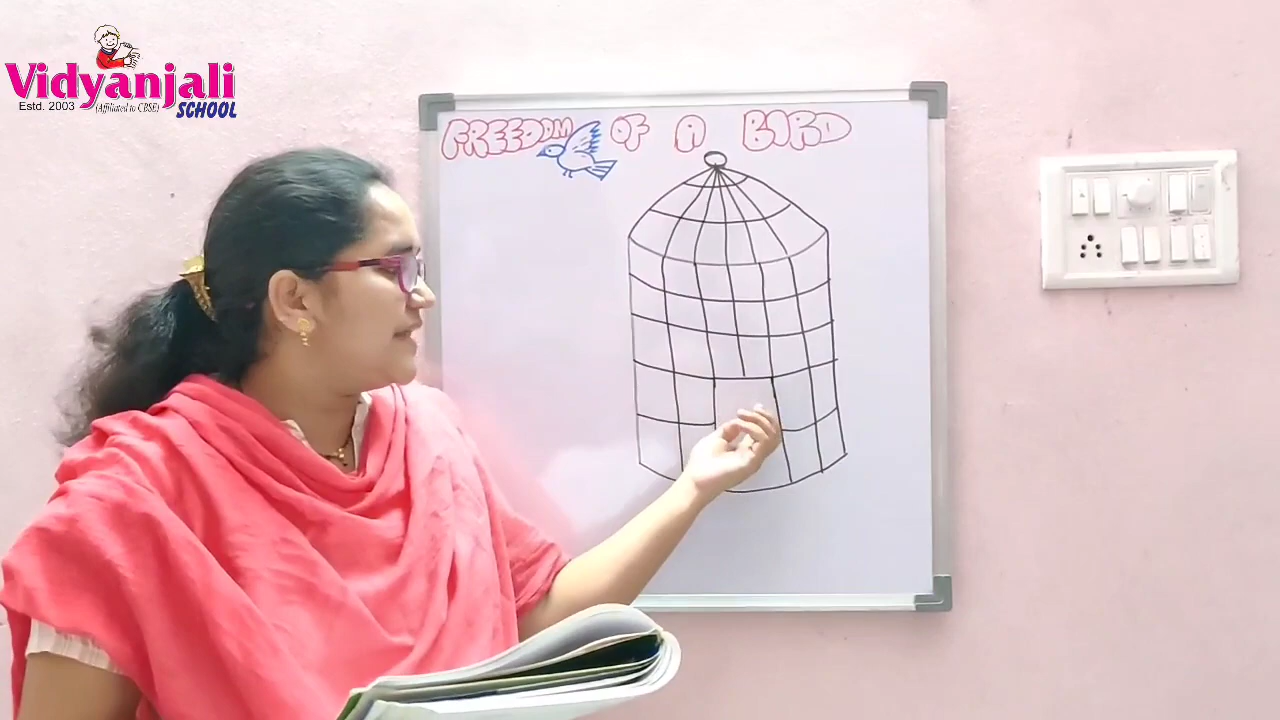 Vidyanjali
Estd. 2003 (Affiliated to CBSE) SCHOOL
FREEDOM OF A BIRD